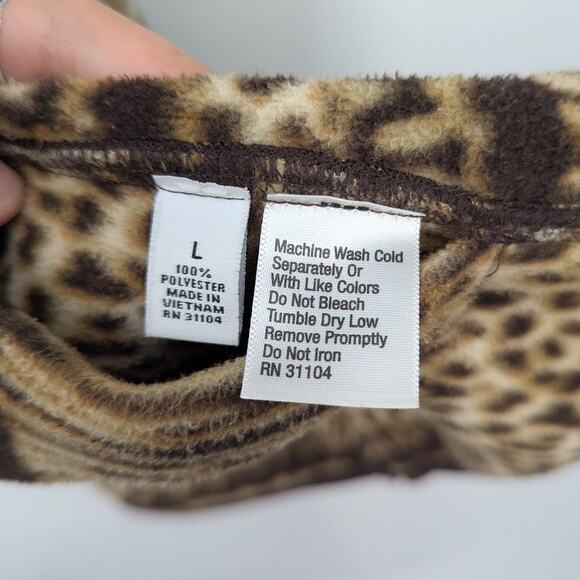 L
100%
POLYESTER
MADE IN
VIETNAM
RN 31104
Machine Wash Cold
Separately Or
With Like Colors
Do Not Bleach
Tumble Dry Low
Remove Promptly
Do Not Iron
RN 31104